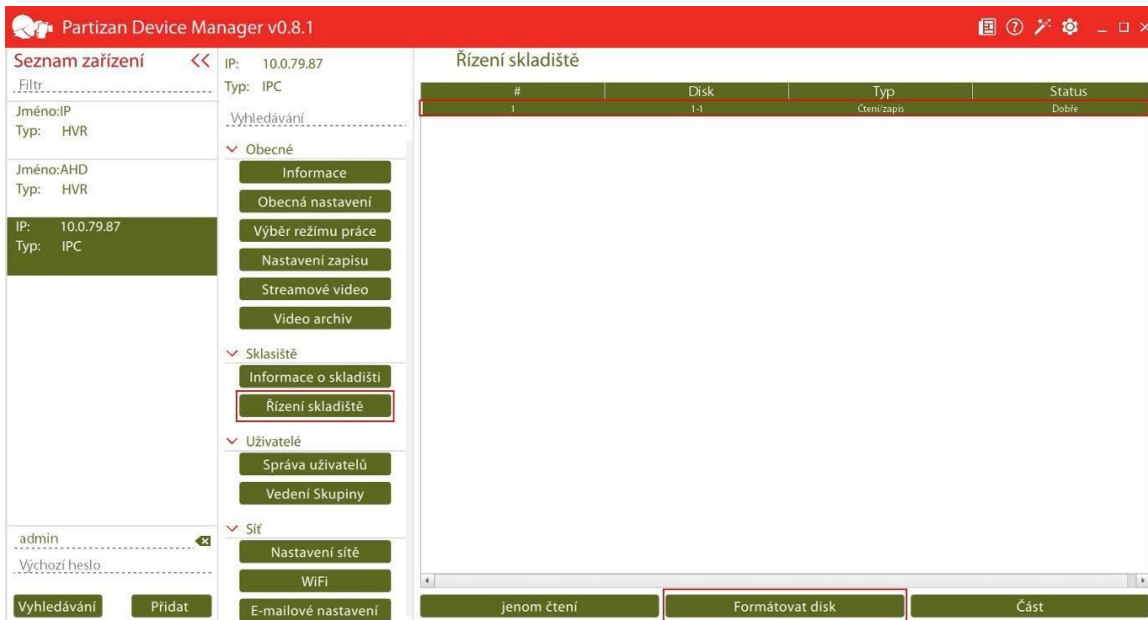 Partizan Device Manager v0.8.1
Seznam zařízení <<
Filtr
Jméno:IP
Typ: HVR
Jméno:AHD
Typ: HVR
IP: 10.0.79.87
Typ: IPC
admin
Výchozí heslo
Vyhledávání Přidat
IP: 10.0.79.87
Typ: IPC
Vyhledávání
Obecné
Informace
Obecná nastavení
Výběr režímu práce
Nastavení zapisu
Streamové video
Video archiv
Sklasiště
Informace o skladišti
Řízení skladiště
Uživatelé
Správa uživatelů
Vedení Skupiny
Síť
Nastavení sítě
WiFi
E-mailové nastavení
Řízení skladiště
# Disk Typ Status
1 1-1 Čtení/zapis Dobře
jenom čtení Formátovat disk Část